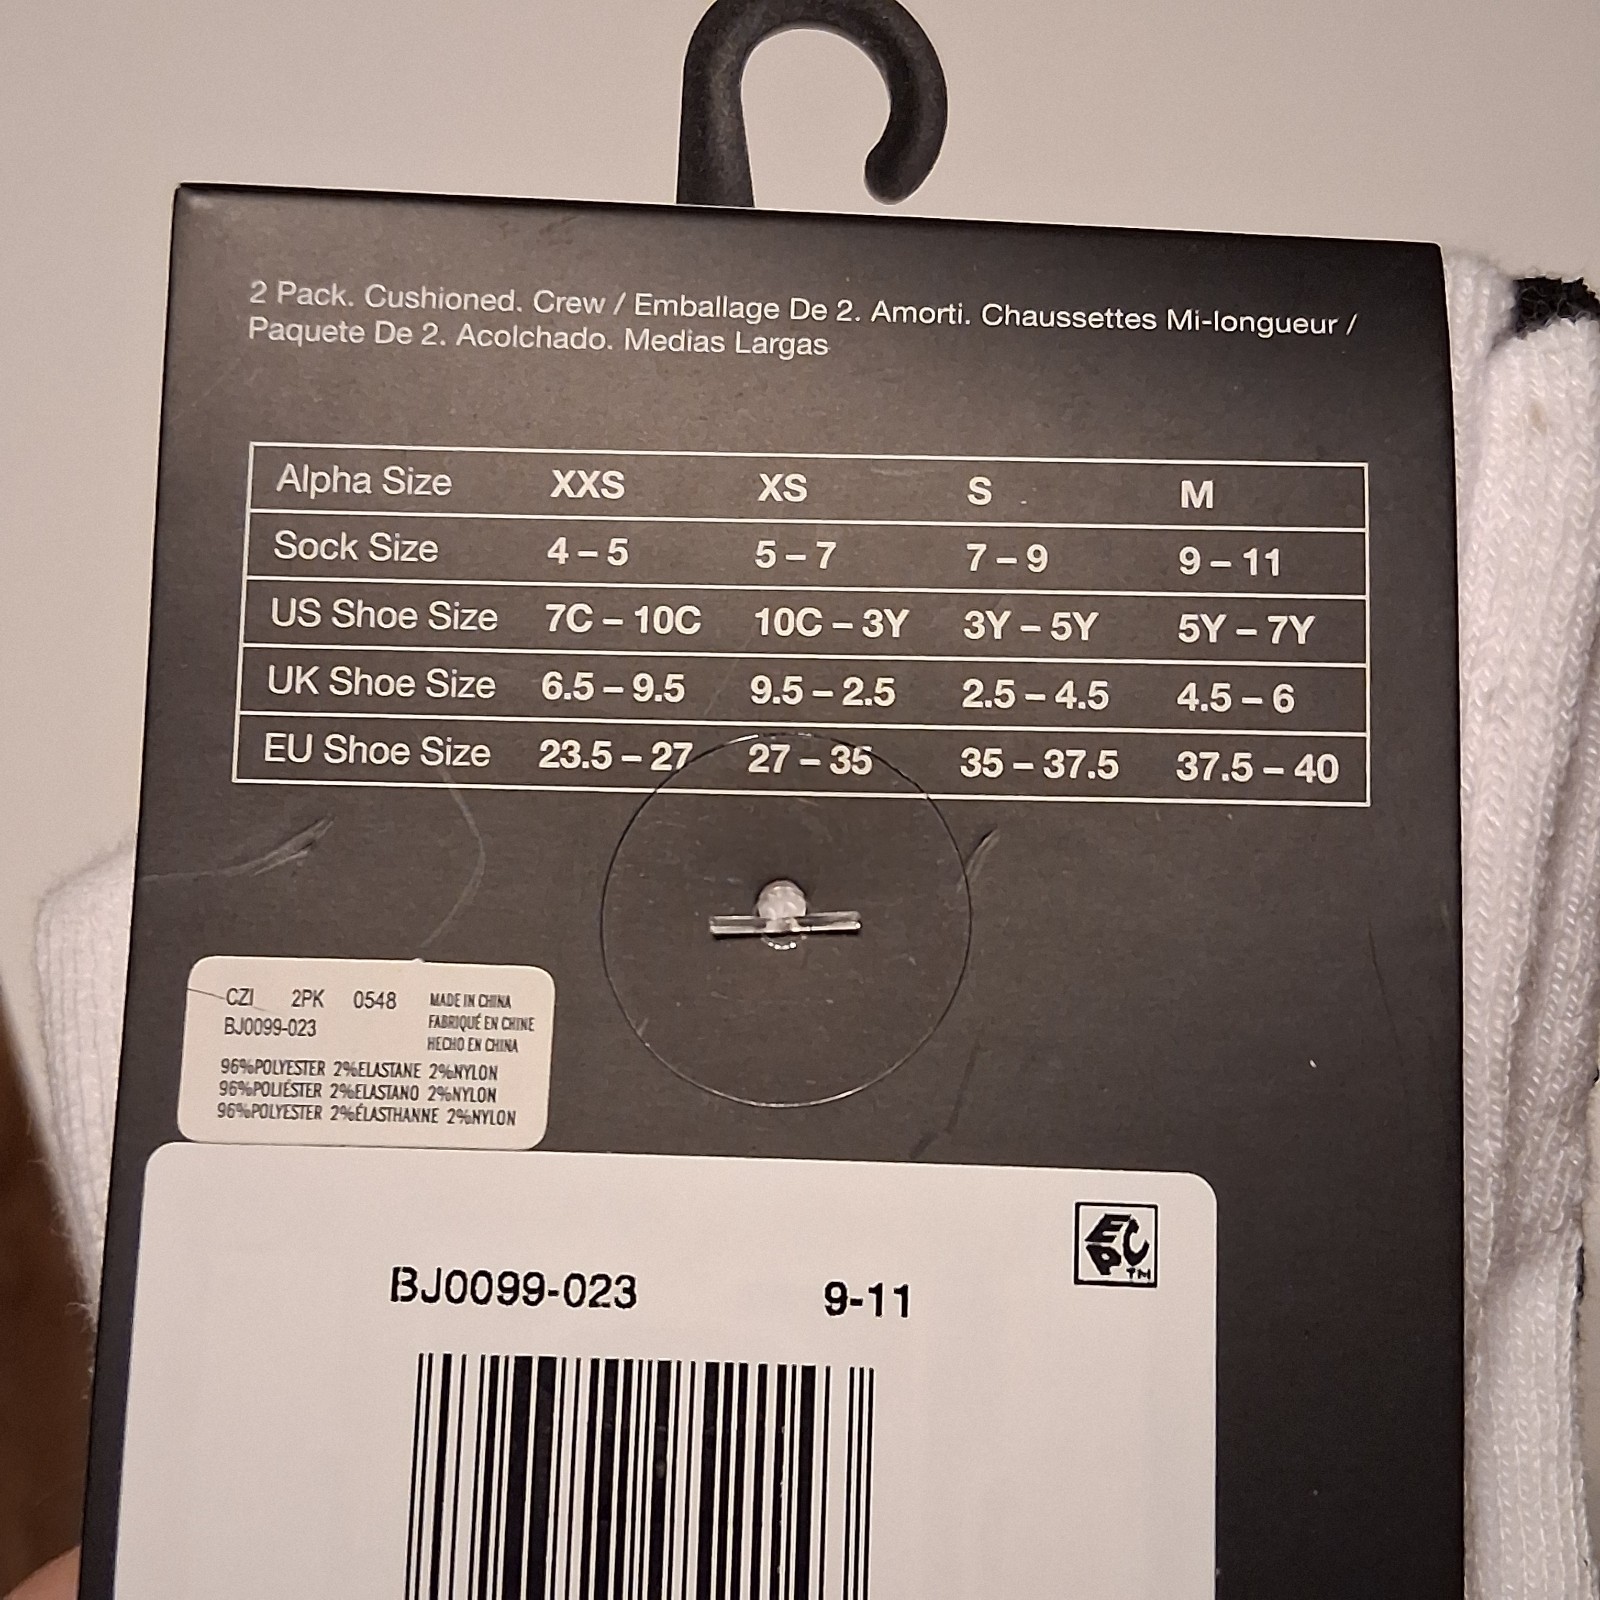 2 Pack. Cushioned. Crew / Emballage De 2. Amorti. Chaussettes Mi-longueur /
Paquete De 2. Acolchado. Medias Largas
Alpha Size XXS XS S M
Sock Size 4 – 5 5 – 7 7 – 9 9 – 11
US Shoe Size 7C – 10C 10C – 3Y 3Y – 5Y 5Y – 7Y
UK Shoe Size 6.5 – 9.5 9.5 – 2.5 2.5 – 4.5 4.5 – 6
EU Shoe Size 23.5 – 27 27 – 35 35 – 37.5 37.5 – 40
CZI 2PK 0548 MADE IN CHINA
BJ0099-023 FABRIQUÉ EN CHINE
HECHO EN CHINA
96%POLYESTER 2%ELASTANE 2%NYLON
96%POLIÉSTER 2%ELASTANO 2%NYLON
96%POLYESTER 2%ÉLASTHANNE 2%NYLON
EPC™
BJ0099-023 9-11